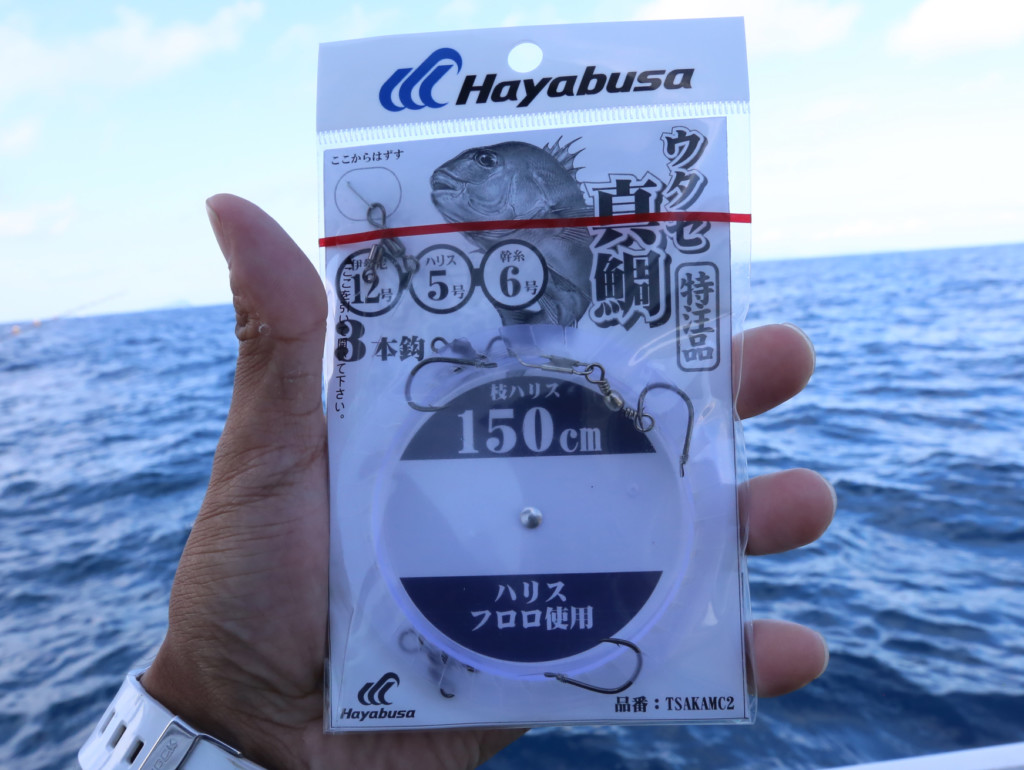 Hayabusa
ここからはずす
ウタセ
真鯛
特注品
12号
ハリス
5号
幹糸
6号
3本鈎
枝ハリス
150cm
ハリス
フロロ使用
Hayabusa
品番：TSAKAMC2